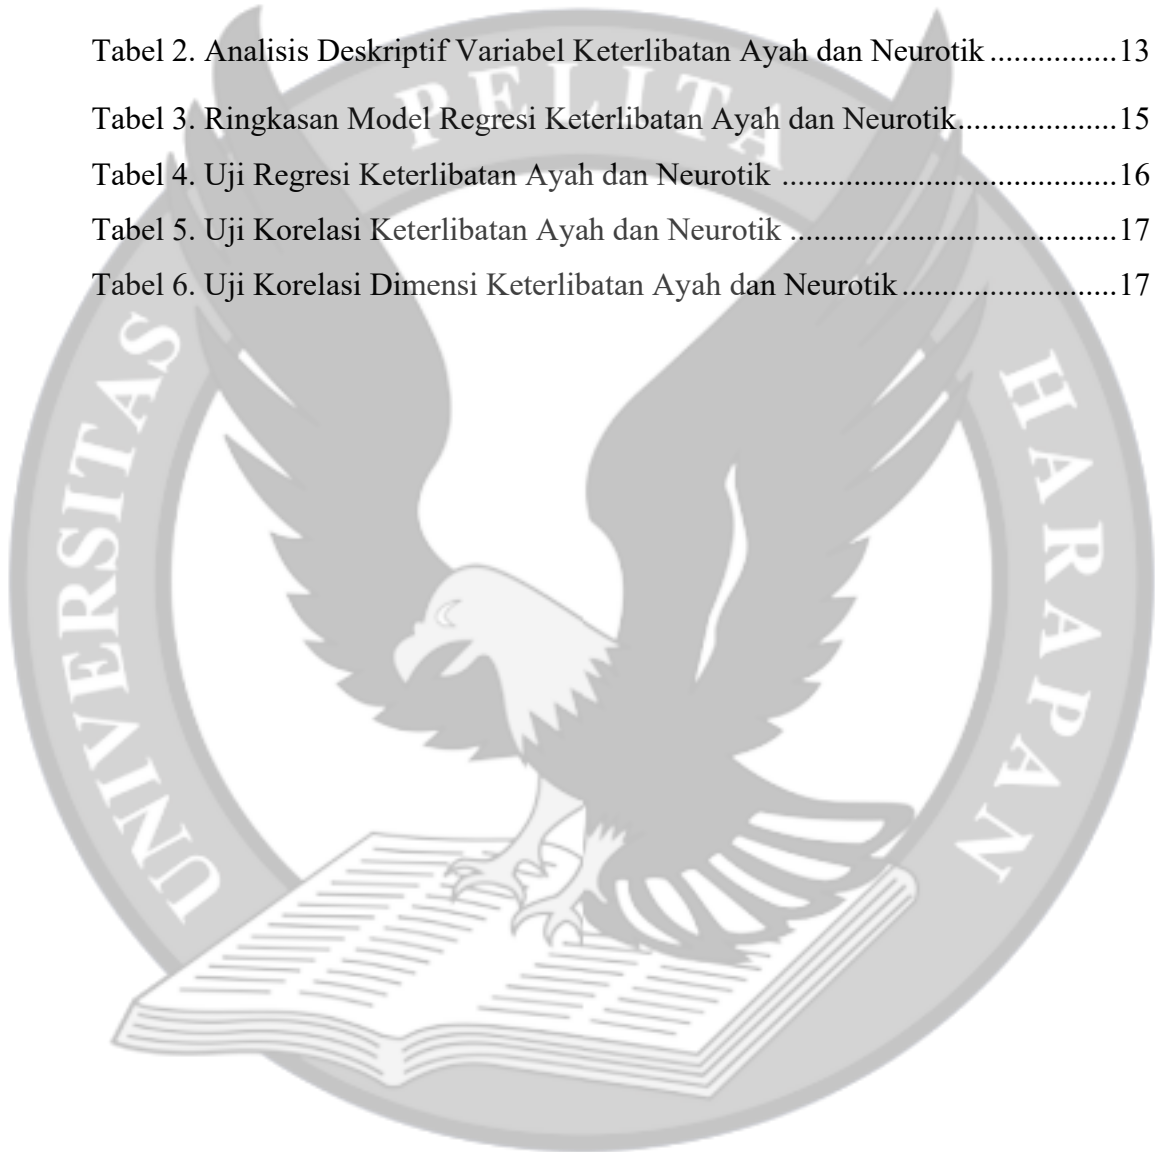 Tabel 2. Analisis Deskriptif Variabel Keterlibatan Ayah dan Neurotik ................13
Tabel 3. Ringkasan Model Regresi Keterlibatan Ayah dan Neurotik....................15
Tabel 4. Uji Regresi Keterlibatan Ayah dan Neurotik ..........................................16
Tabel 5. Uji Korelasi Keterlibatan Ayah dan Neurotik .........................................17
Tabel 6. Uji Korelasi Dimensi Keterlibatan Ayah dan Neurotik...........................17
UNIVERSITAS PELITA HARAPAN